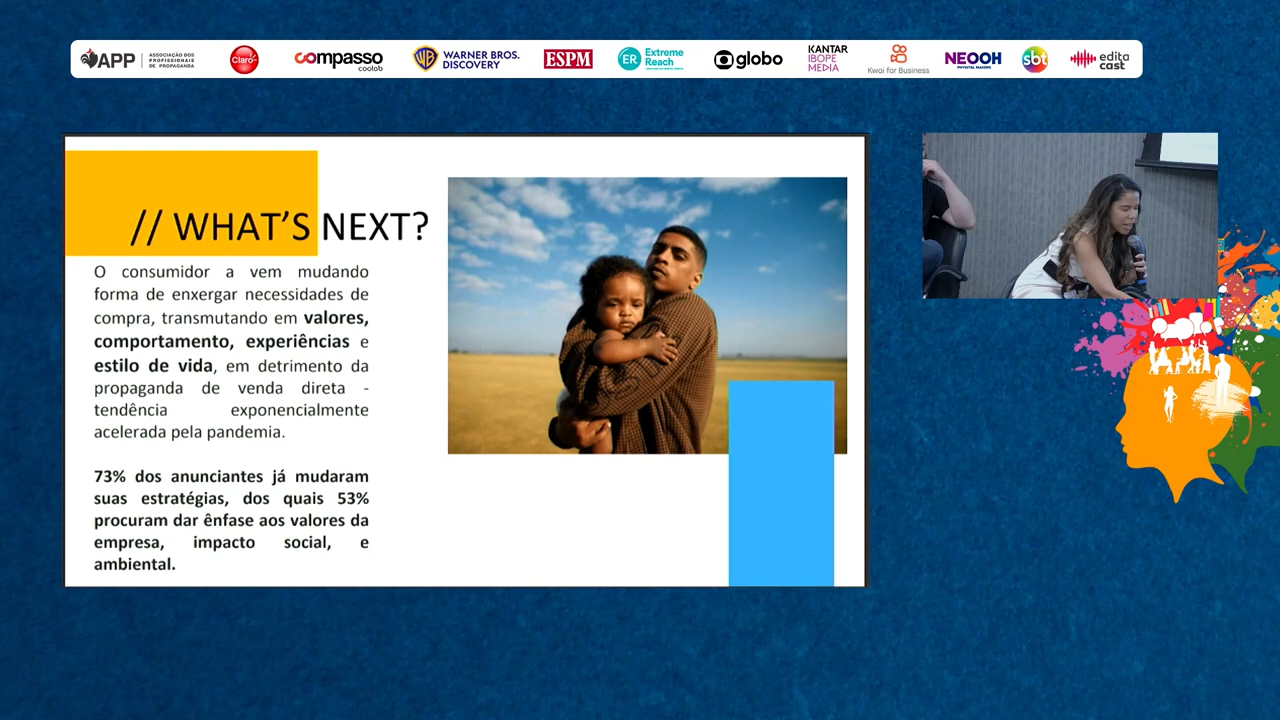 APP
ASSOCIAÇÃO DOS
PROFISSIONAIS
DE PROPAGANDA
Claro
compasso
coolab
WB
WARNER BROS.
DISCOVERY
ESPM
ER
Extreme
Reach
globo
KANTAR
IBOPE
MEDIA
Kwai for Business
NEOOH
sbt
edita
cast
// WHAT’S NEXT?
O consumidor a vem mudando
forma de enxergar necessidades de
compra, transmutando em valores,
comportamento, experiências e
estilo de vida, em detrimento da
propaganda de venda direta -
tendência exponencialmente
acelerada pela pandemia.
73% dos anunciantes já mudaram
suas estratégias, dos quais 53%
procuram dar ênfase aos valores da
empresa, impacto social, e
ambiental.